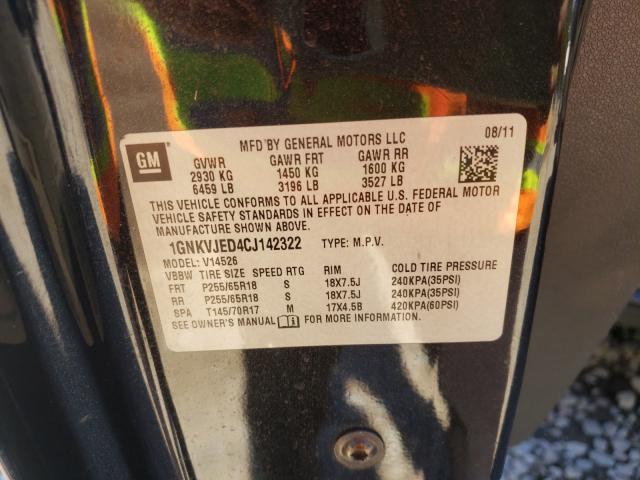 GM
MFD BY GENERAL MOTORS LLC 08/11
GVWR GAWR FRT GAWR RR
2930 KG 1450 KG 1600 KG
6459 LB 3196 LB 3527 LB
THIS VEHICLE CONFORMS TO ALL APPLICABLE U.S. FEDERAL MOTOR
VEHICLE SAFETY STANDARDS IN EFFECT ON THE DATE OF
MANUFACTURE SHOWN ABOVE.
1GNKVJED4CJ142322 TYPE: M.P.V.
MODEL: V14526
VBBW TIRE SIZE SPEED RTG RIM COLD TIRE PRESSURE
FRT P255/65R18 S 18X7.5J 240KPA(35PSI)
RR P255/65R18 S 18X7.5J 240KPA(35PSI)
SPA T145/70R17 M 17X4.5B 420KPA(60PSI)
SEE OWNER'S MANUAL FOR MORE INFORMATION.